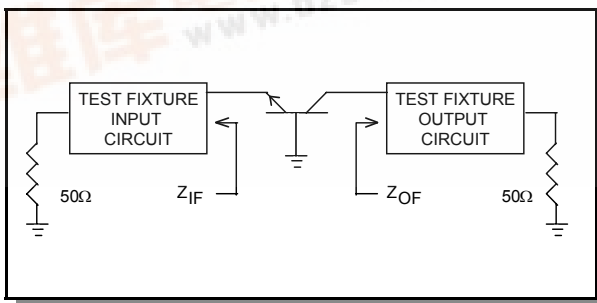 TEST FIXTURE
INPUT
CIRCUIT
TEST FIXTURE
OUTPUT
CIRCUIT
50Ω
ZIF
ZOF
50Ω